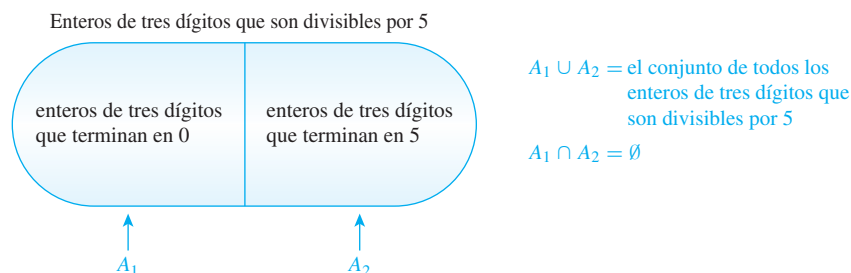 Enteros de tres dígitos que son divisibles por 5
enteros de tres dígitos
que terminan en 0
enteros de tres dígitos
que terminan en 5
A₁
A₂
A₁ ∪ A₂ = el conjunto de todos los
enteros de tres dígitos que
son divisibles por 5
A₁ ∩ A₂ = ∅